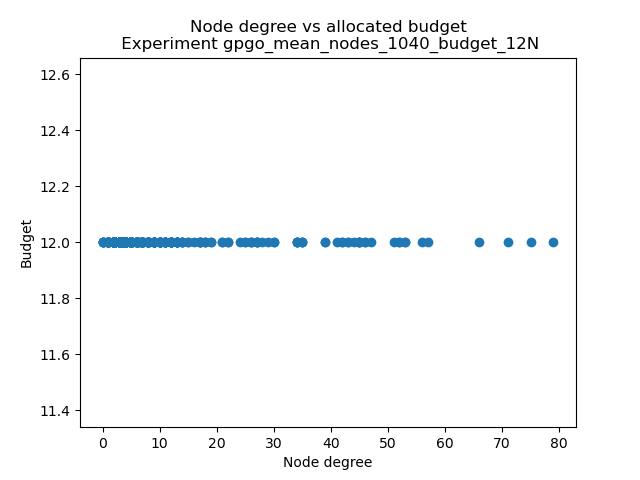 Node degree vs allocated budget
Experiment gpgo_mean_nodes_1040_budget_12N
12.6
12.4
12.2
12.0
11.8
11.6
11.4
Budget
0 10 20 30 40 50 60 70 80
Node degree